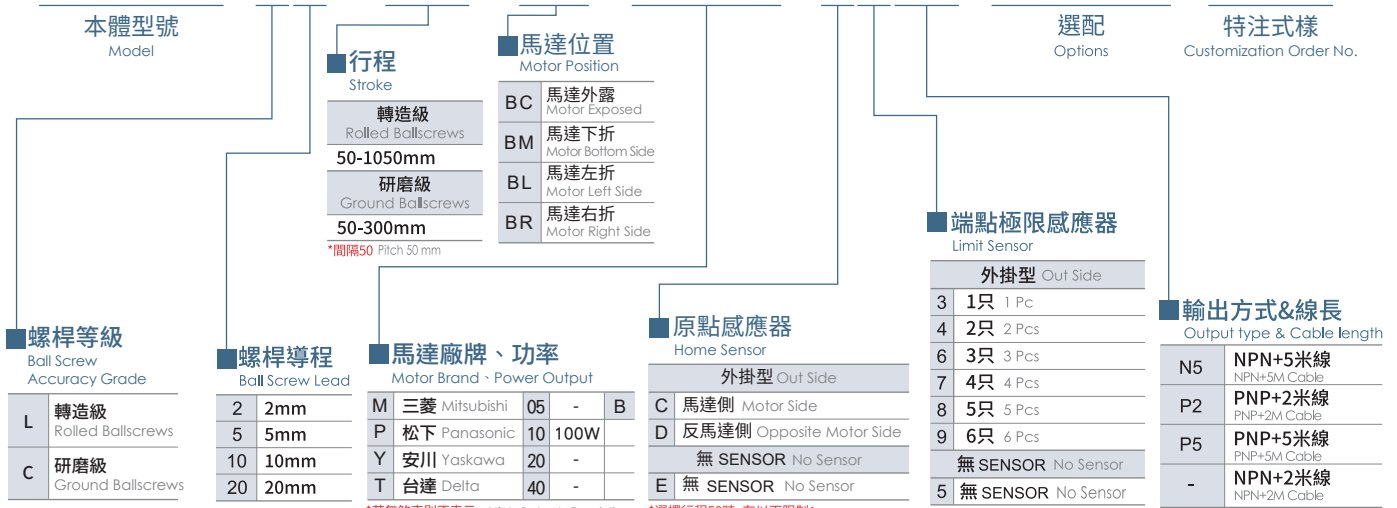 本體型號
Model
行程
Stroke
轉造級
Rolled Ballscrews
50-1050mm
研磨級
Ground Ballscrews
50-300mm
*間隔50 Pitch 50 mm
馬達位置
Motor Position
BC 馬達外露
Motor Exposed
BM 馬達下折
Motor Bottom Side
BL 馬達左折
Motor Left Side
BR 馬達右折
Motor Right Side
選配
Options
特注式樣
Customization Order No.
螺桿等級
Ball Screw
Accuracy Grade
L 轉造級
Rolled Ballscrews
C 研磨級
Ground Ballscrews
螺桿導程
Ball Screw Lead
2 2mm
5 5mm
10 10mm
20 20mm
馬達廠牌、功率
Motor Brand、Power Output
M 三菱 Mitsubishi 05 - B
P 松下 Panasonic 10 100W
Y 安川 Yaskawa 20 -
T 台達 Delta 40 -
原點感應器
Home Sensor
外掛型 Out Side
C 馬達側 Motor Side
D 反馬達側 Opposite Motor Side
無 SENSOR No Sensor
E 無 SENSOR No Sensor
端點極限感應器
Limit Sensor
外掛型 Out Side
3 1只 1 Pc
4 2只 2 Pcs
6 3只 3 Pcs
7 4只 4 Pcs
8 5只 5 Pcs
9 6只 6 Pcs
無 SENSOR No Sensor
5 無 SENSOR No Sensor
輸出方式&線長
Output type & Cable length
N5 NPN+5米線
NPN+5M Cable
P2 PNP+2米線
PNP+2M Cable
P5 PNP+5米線
PNP+5M Cable
- NPN+2米線
NPN+2M Cable